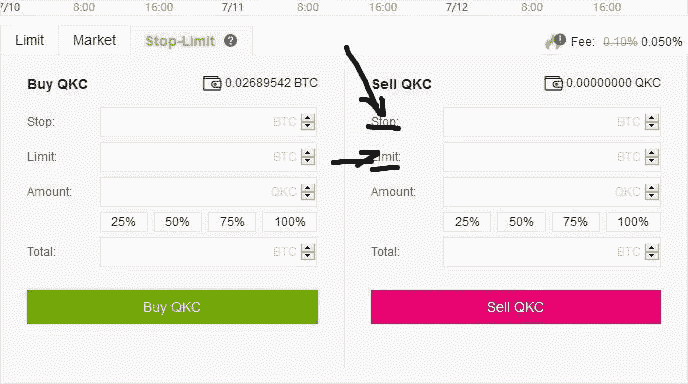 7/10 8:00 16:00 7/11 8:00 16:00 7/12 8:00 16:00
Limit Market Stop-Limit ? Fee: 0.10% 0.050%
Buy QKC 0.02689542 BTC
Stop: BTC
Limit: BTC
Amount: QKC
25% 50% 75% 100%
Total: BTC
Buy QKC
Sell QKC 0.00000000 QKC
Stop: BTC
Limit: BTC
Amount: QKC
25% 50% 75% 100%
Total: BTC
Sell QKC